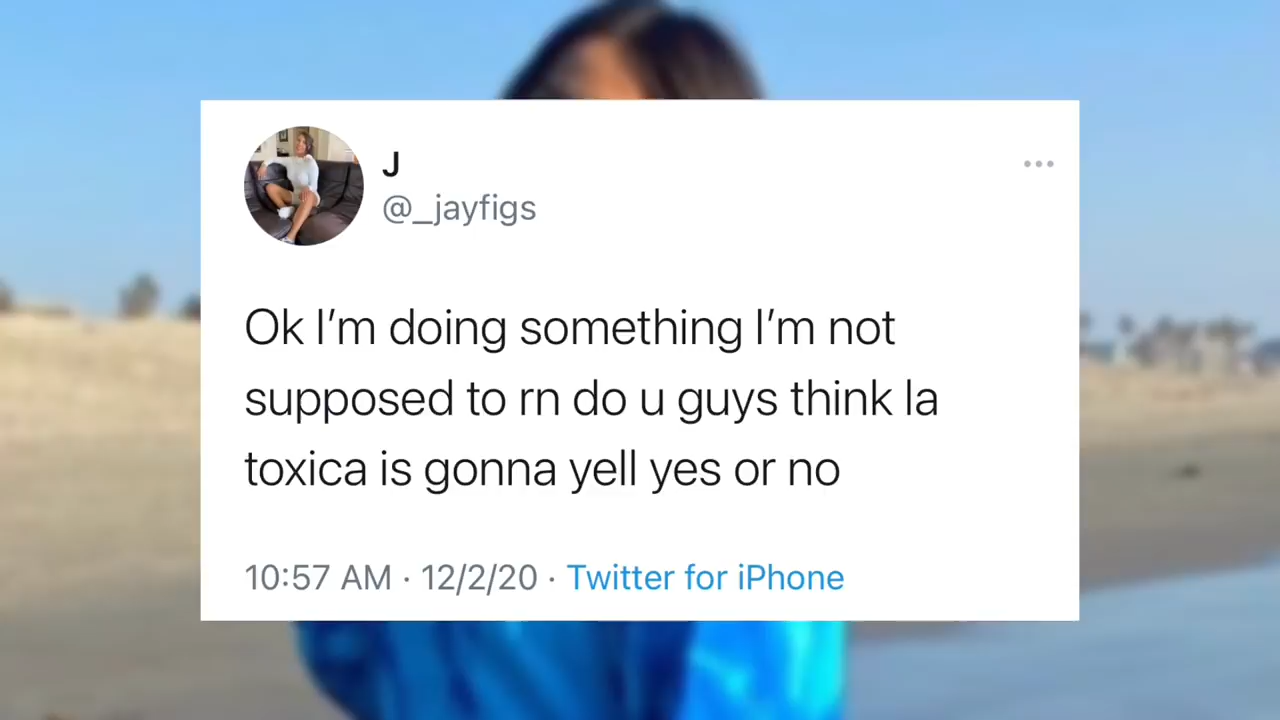 J
@_jayfigs
Ok I’m doing something I’m not
supposed to rn do u guys think la
toxica is gonna yell yes or no
10:57 AM · 12/2/20 · Twitter for iPhone